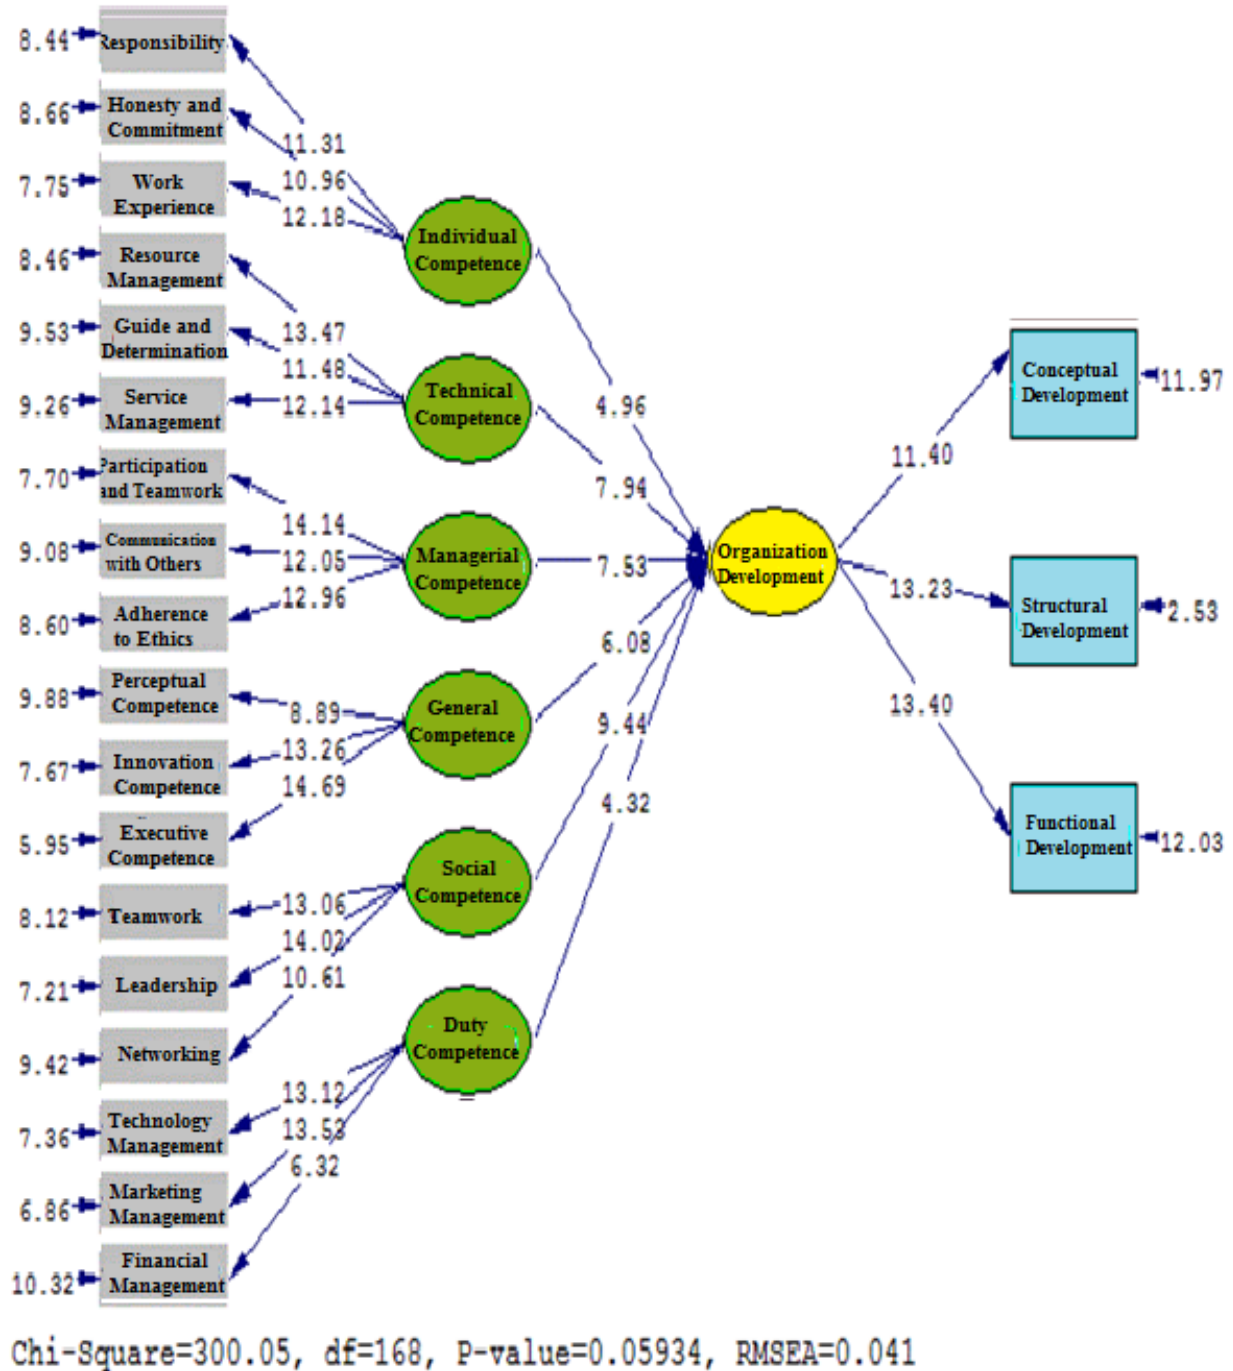 8.44
Responsibility
8.66
Honesty and
Commitment
7.75
Work
Experience
8.46
Resource
Management
9.53
Guide and
Determination
9.26
Service
Management
7.70
Participation
and Teamwork
9.08
Communication
with Others
8.60
Adherence
to Ethics
9.88
Perceptual
Competence
7.67
Innovation
Competence
5.95
Executive
Competence
8.12
Teamwork
7.21
Leadership
9.42
Networking
7.36
Technology
Management
6.86
Marketing
Management
10.32
Financial
Management
11.31
10.96
12.18
13.47
11.48
12.14
14.14
12.05
12.96
8.89
13.26
14.69
13.06
14.02
10.61
13.12
13.53
6.32
Individual
Competence
Technical
Competence
Managerial
Competence
General
Competence
Social
Competence
Duty
Competence
4.96
7.94
7.53
6.08
9.44
4.32
Organization
Development
11.40
13.23
13.40
Conceptual
Development
11.97
Structural
Development
2.53
Functional
Development
12.03
Chi-Square=300.05, df=168, P-value=0.05934, RMSEA=0.041